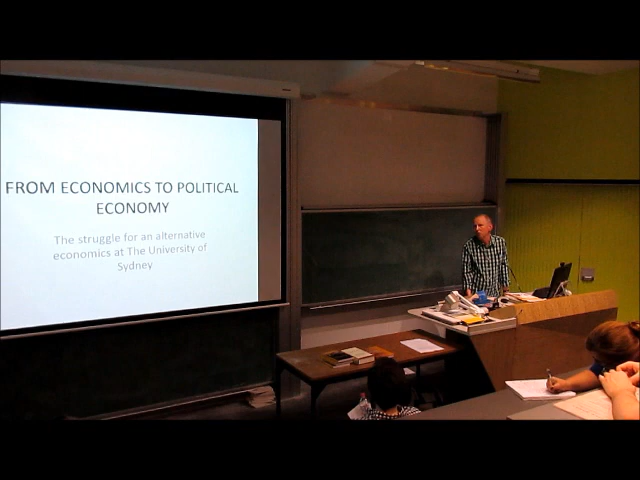 FROM ECONOMICS TO POLITICAL
ECONOMY
The struggle for an alternative
economics at The University of
Sydney